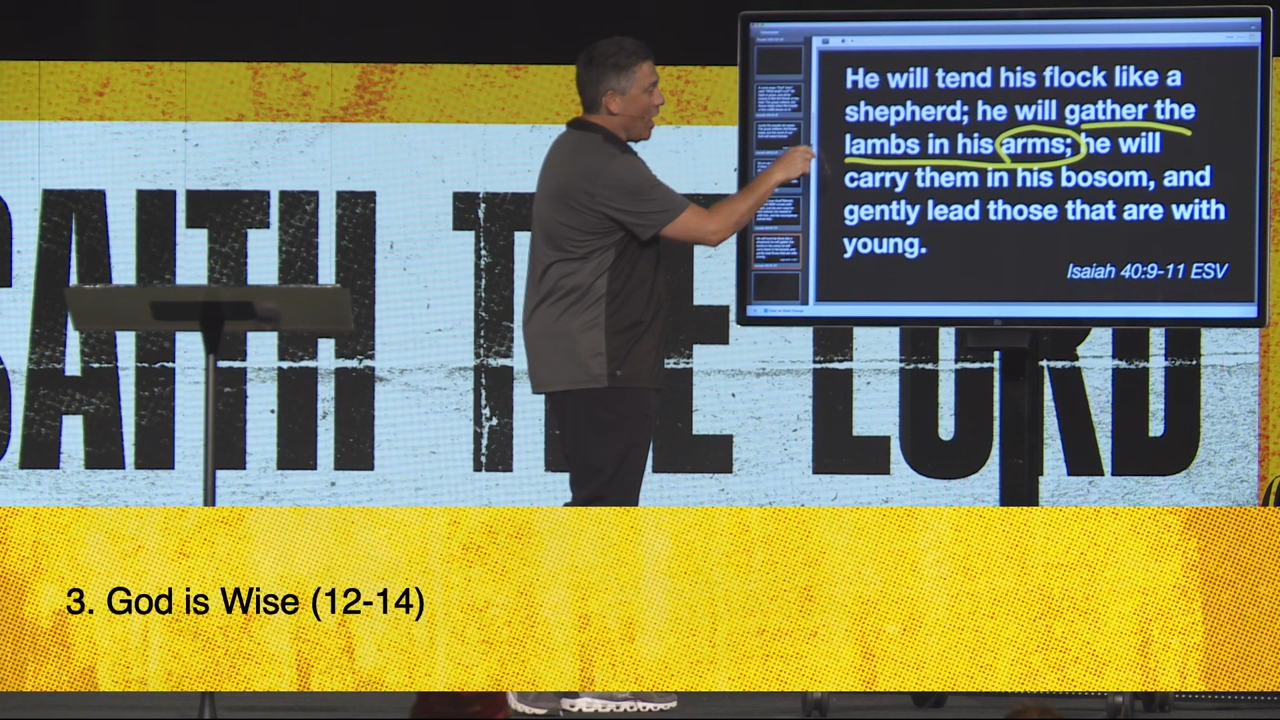 He will tend his flock like a
shepherd; he will gather the
lambs in his arms; he will
carry them in his bosom, and
gently lead those that are with
young.
Isaiah 40:9-11 ESV
SAITH THE LORD
3. God is Wise (12-14)